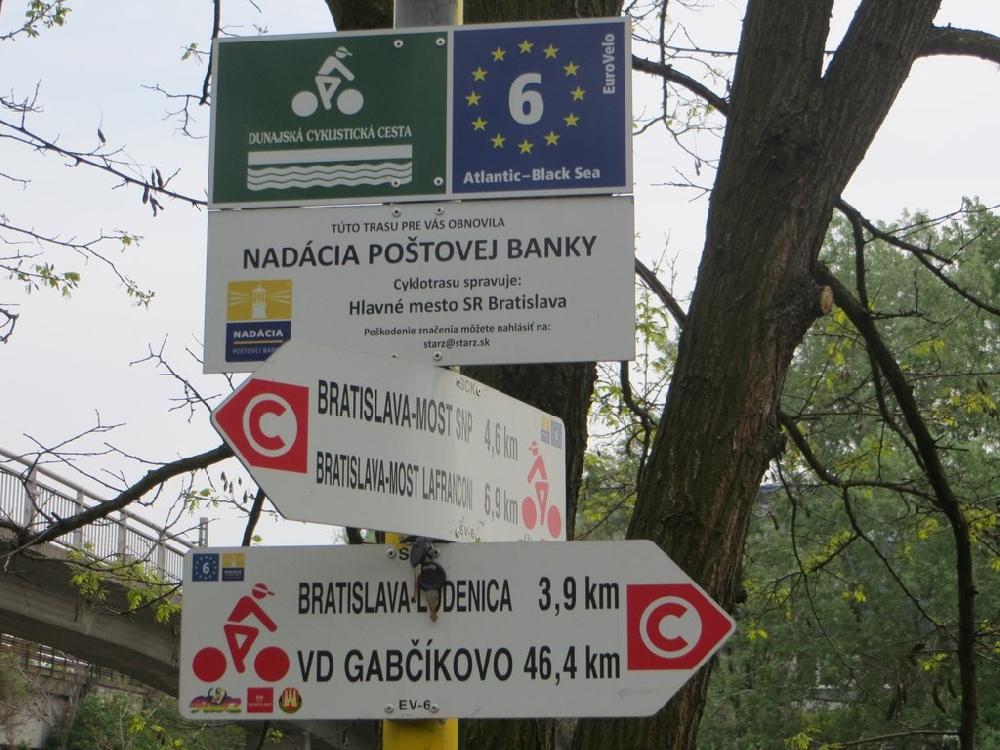 DUNAJSKÁ CYKLISTICKÁ CESTA
6
EuroVelo
Atlantic–Black Sea
TÚTO TRASU PRE VÁS OBNOVILA
NADÁCIA POŠTOVEJ BANKY
Cyklotrasu spravuje:
Hlavné mesto SR Bratislava
Poškodenie značenia môžete nahlásiť na:
starz@starz.sk
NADÁCIA
POŠTOVEJ BANKY
SCK
C
BRATISLAVA-MOST SNP 4,6 km
BRATISLAVA-MOST LAFRANCONI 6,9 km
EV-6
6
BRATISLAVA-LODENICA 3,9 km
VD GABČÍKOVO 46,4 km
C
EV-6